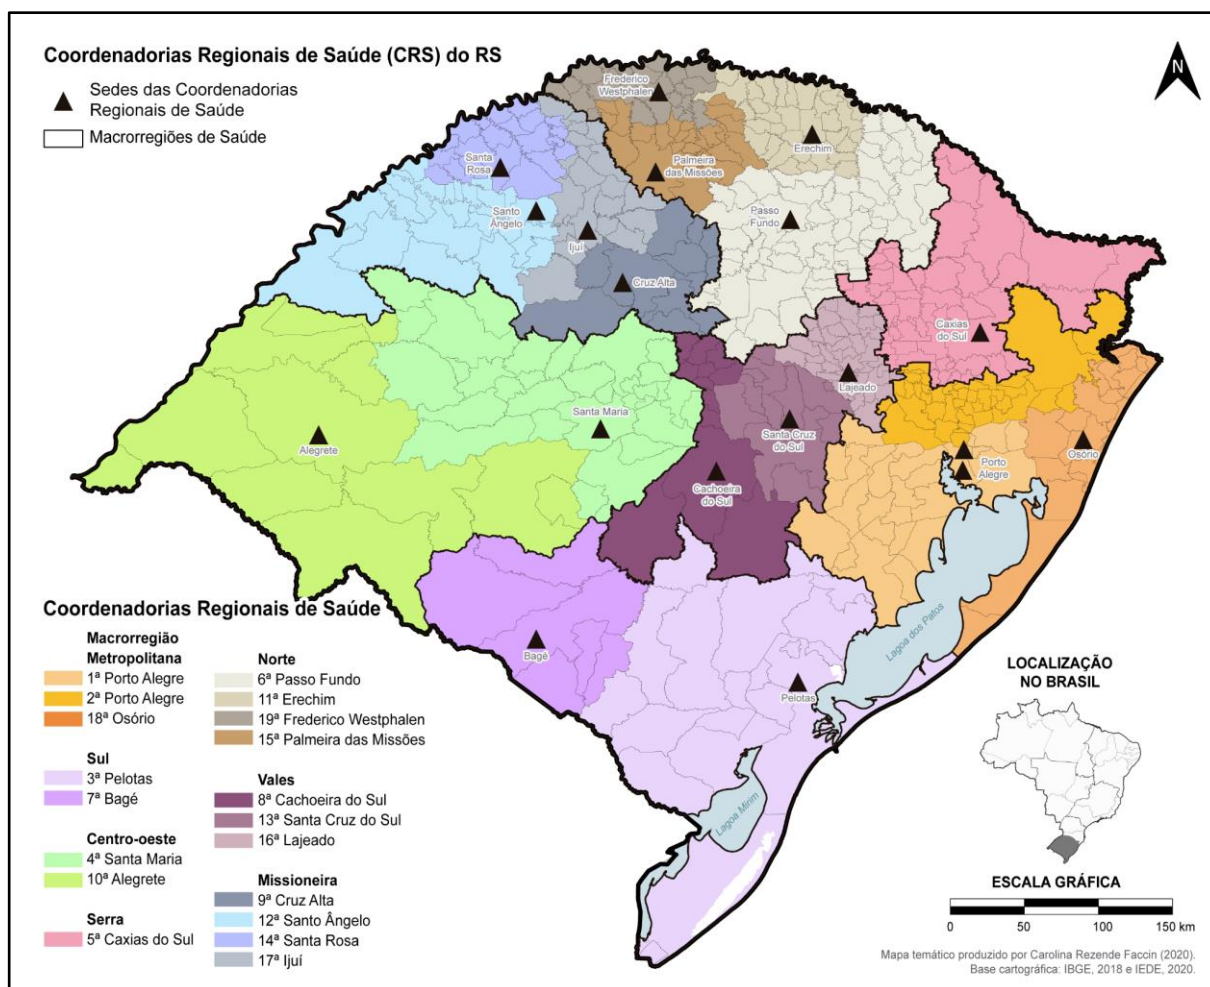 Coordenadorias Regionais de Saúde (CRS) do RS
Sedes das Coordenadorias
Regionais de Saúde
Macrorregiões de Saúde
N
Frederico
Westphalen
Erechim
Santa
Rosa
Palmeira
das Missões
Santo
Ângelo
Passo
Fundo
Ijuí
Cruz Alta
Caxias
do Sul
Lajeado
Santa Maria
Alegrete
Santa Cruz
do Sul
Osório
Porto
Alegre
Cachoeira
do Sul
Bagé
Pelotas
Lagoa dos Patos
Lagoa Mirim
Coordenadorias Regionais de Saúde
Macrorregião
Metropolitana
1ª Porto Alegre
2ª Porto Alegre
18ª Osório
Sul
3ª Pelotas
7ª Bagé
Centro-oeste
4ª Santa Maria
10ª Alegrete
Serra
5ª Caxias do Sul
Norte
6ª Passo Fundo
11ª Erechim
19ª Frederico Westphalen
15ª Palmeira das Missões
Vales
8ª Cachoeira do Sul
13ª Santa Cruz do Sul
16ª Lajeado
Missioneira
9ª Cruz Alta
12ª Santo Ângelo
14ª Santa Rosa
17ª Ijuí
LOCALIZAÇÃO
NO BRASIL
ESCALA GRÁFICA
0 50 100 150 km
Mapa temático produzido por Carolina Rezende Faccin (2020).
Base cartográfica: IBGE, 2018 e IEDE, 2020.